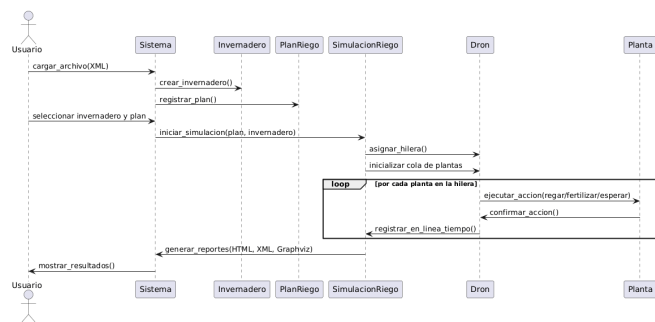 Usuario
Sistema
Invernadero
PlanRiego
SimulacionRiego
Dron
Planta
cargar_archivo(XML)
crear_invernadero()
registrar_plan()
seleccionar invernadero y plan
iniciar_simulacion(plan, invernadero)
asignar_hilera()
inicializar cola de plantas
loop
[por cada planta en la hilera]
ejecutar_accion(regar/fertilizar/esperar)
confirmar_accion()
registrar_en_linea_tiempo()
generar_reportes(HTML, XML, Graphviz)
mostrar_resultados()
Usuario
Sistema
Invernadero
PlanRiego
SimulacionRiego
Dron
Planta